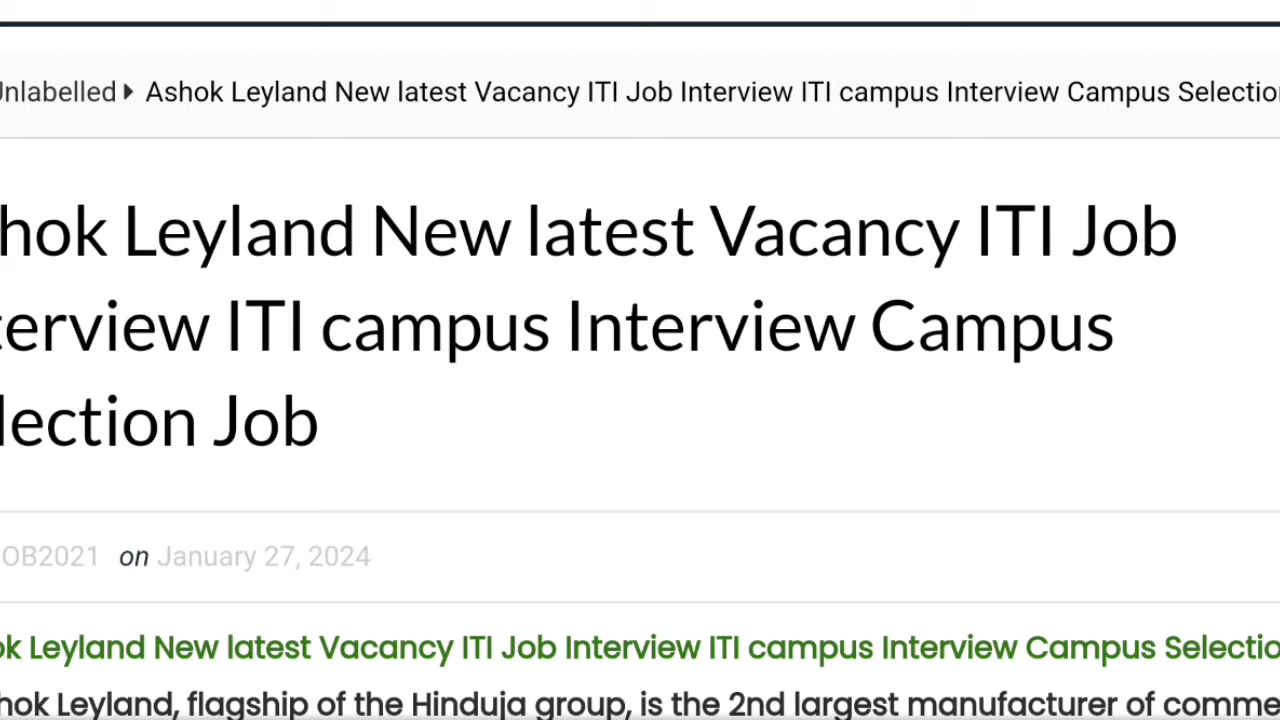 Unlabelled Ashok Leyland New latest Vacancy ITI Job Interview ITI campus Interview Campus Selection
hok Leyland New latest Vacancy ITI Job
terview ITI campus Interview Campus
lection Job
OB2021 on January 27, 2024
ok Leyland New latest Vacancy ITI Job Interview ITI campus Interview Campus Selectio
hok Leyland, flagship of the Hinduja group, is the 2nd largest manufacturer of comme